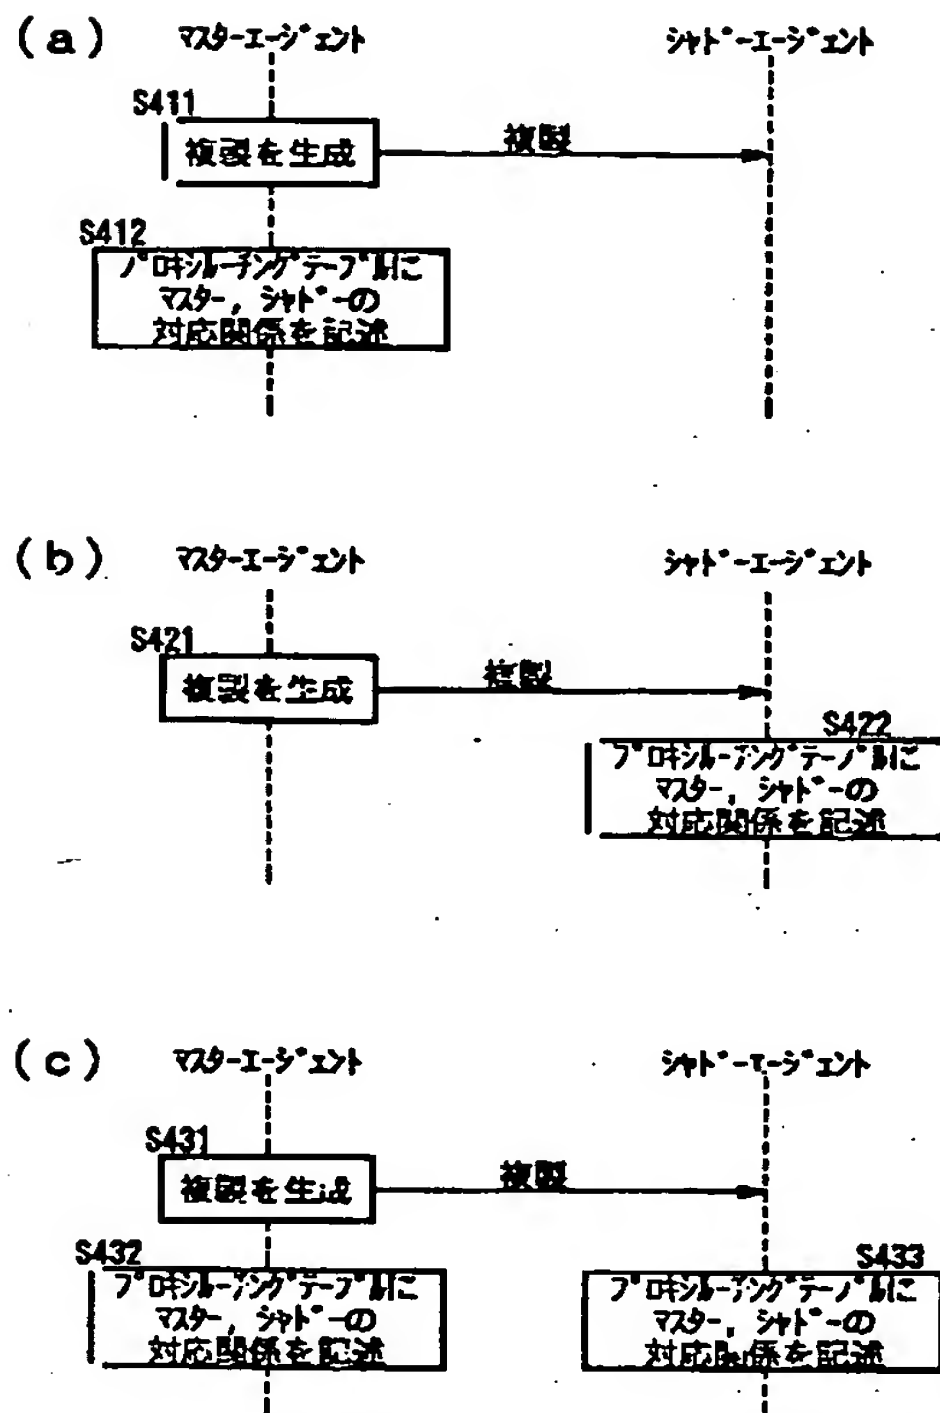 (a)
マスターエージェント
シャドーエージェント
S411
複製を生成
複製
S412
プロキシルーチングテーブルに
マスター, シャドーの
対応関係を記述
(b)
マスターエージェント
シャドーエージェント
S421
複製を生成
複製
S422
プロキシルーチングテーブルに
マスター, シャドーの
対応関係を記述
(c)
マスターエージェント
シャドーエージェント
S431
複製を生成
複製
S432
プロキシルーチングテーブルに
マスター, シャドーの
対応関係を記述
S433
プロキシルーチングテーブルに
マスター, シャドーの
対応関係を記述